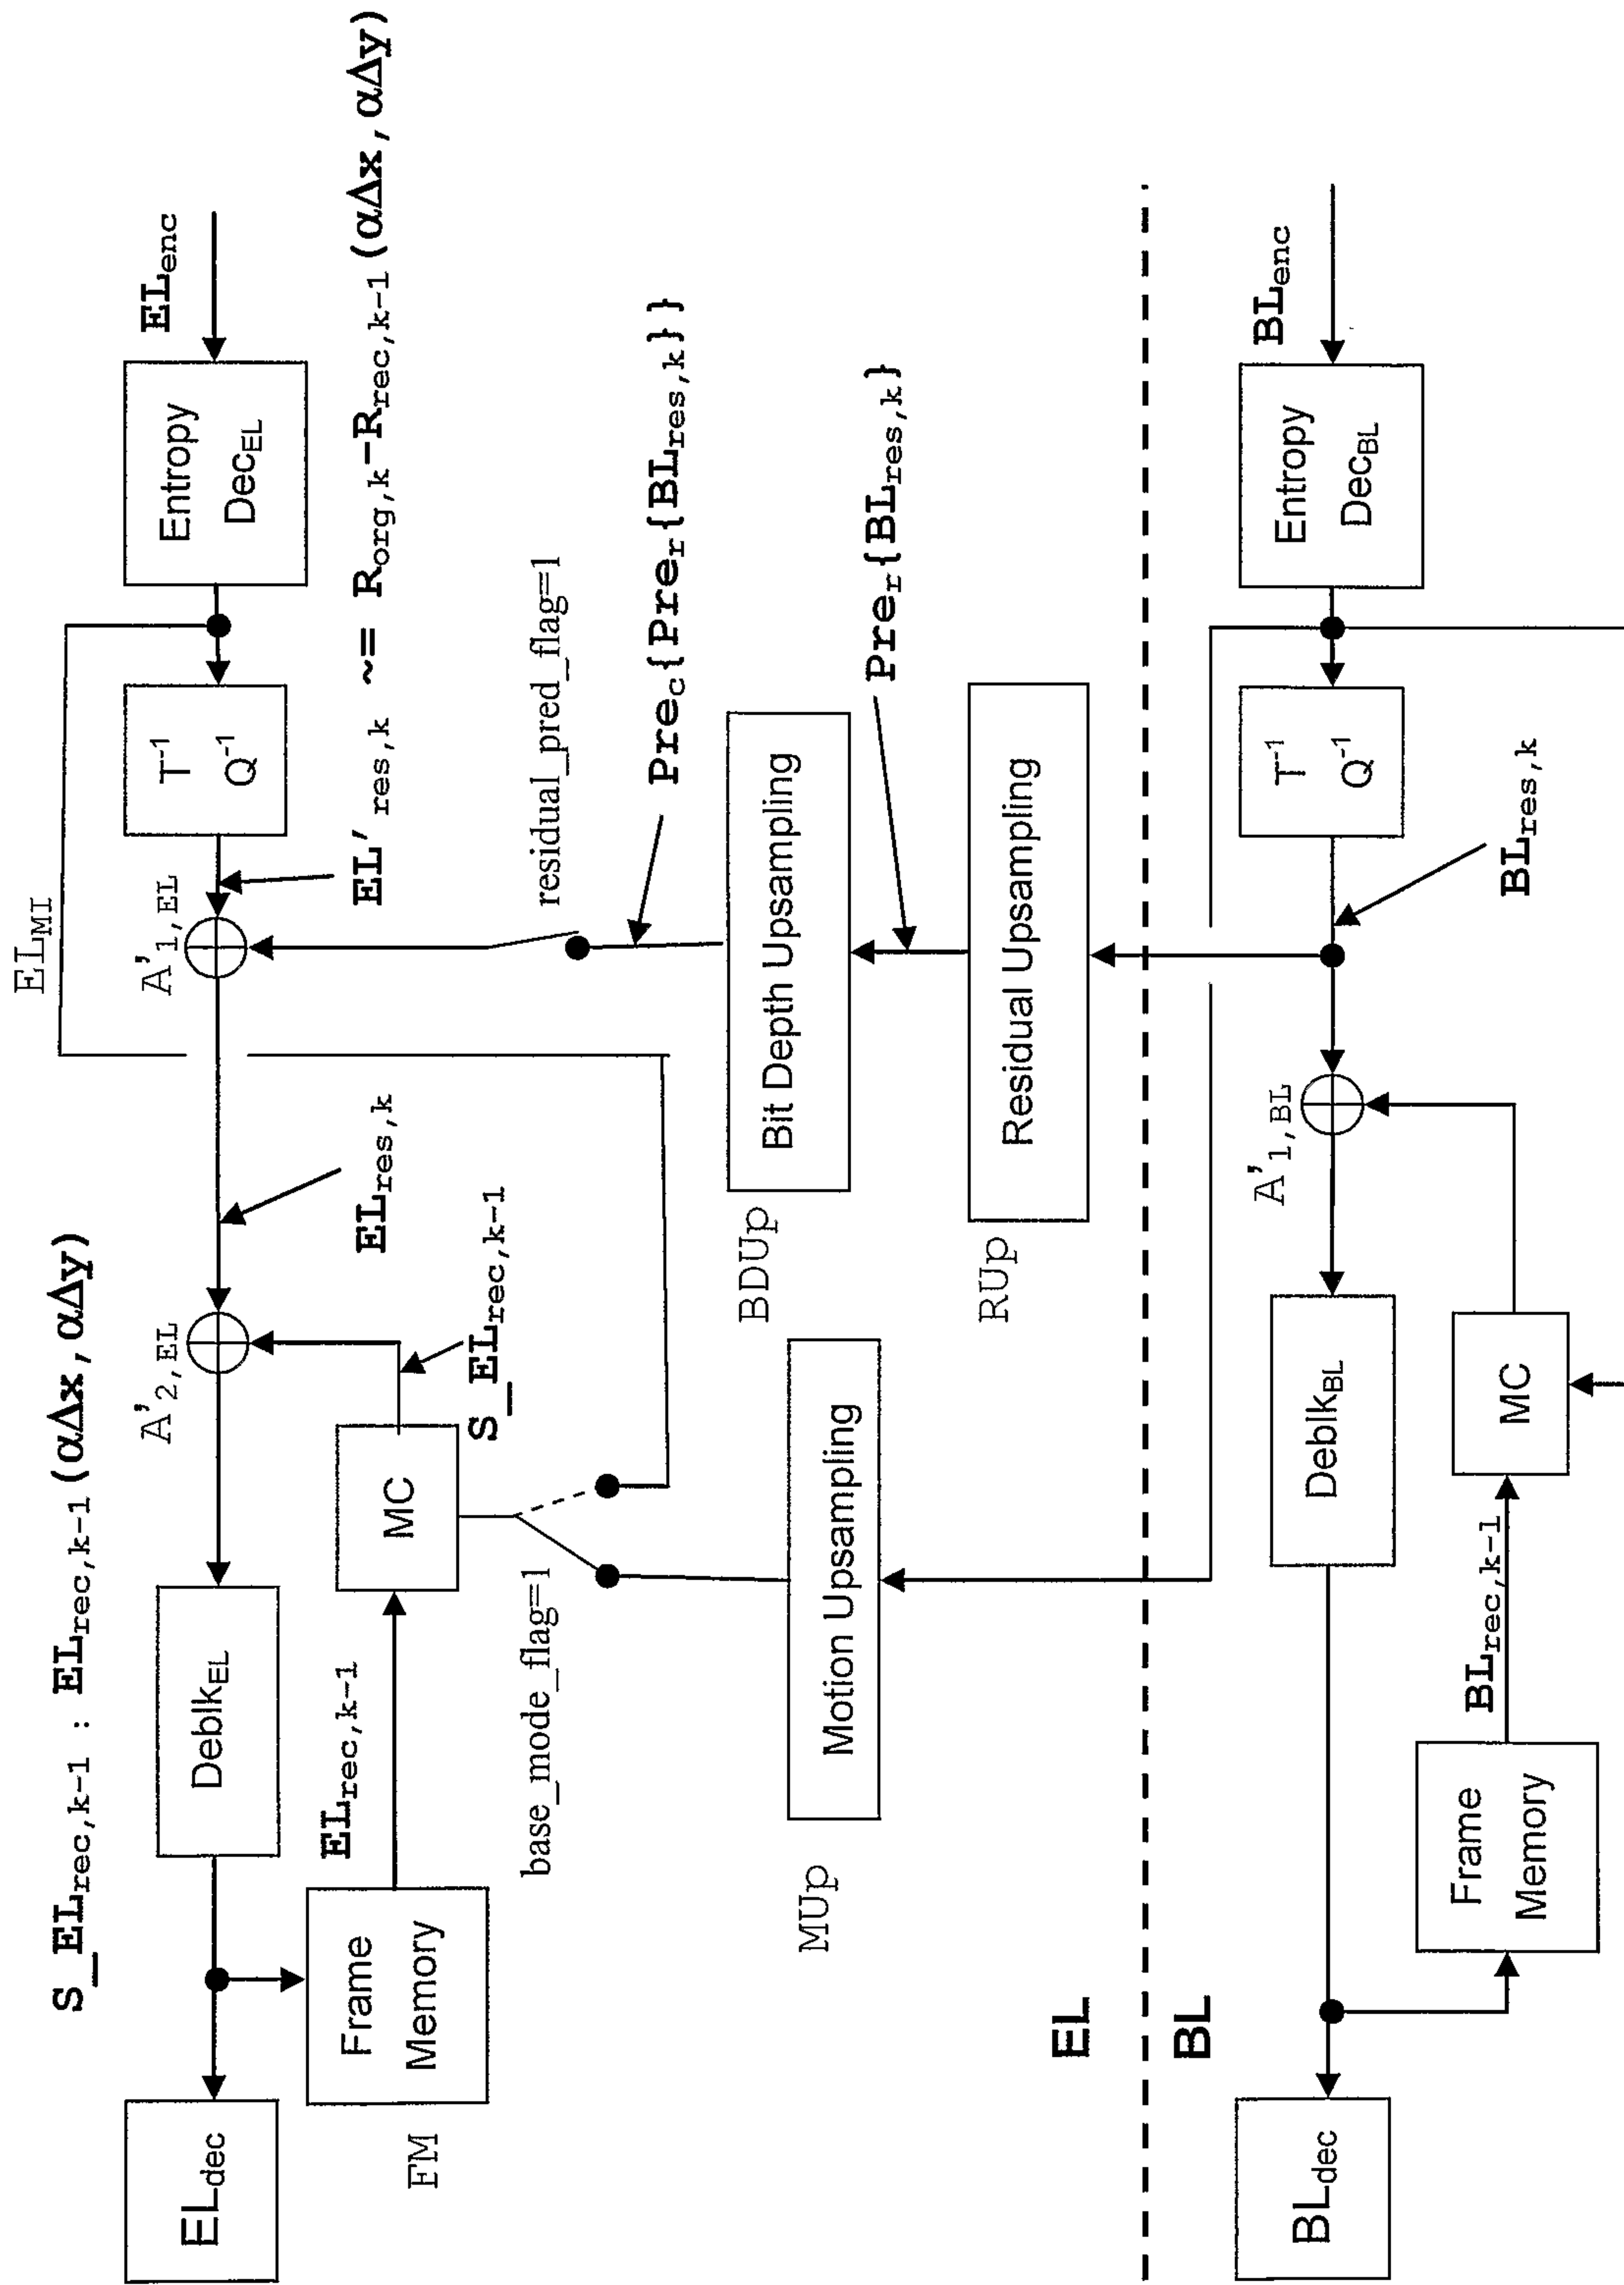 S_ELrec,k-1 : ELrec,k-1(αΔx,αΔy)
ELMI
ELenc
Entropy
DecEL
T-1
Q-1
A'1,EL
EL'res,k ~= Rorg,k-Rrec,k-1(αΔx,αΔy)
A'2,EL
ELres,k
DeblkEL
ELdec
Frame
Memory
FM
ELrec,k-1
MC
S_ELrec,k-1
base_mode_flag=1
residual_pred_flag=1
Prec{Prer{BLres,k}}
BDUp
Bit Depth Upsampling
Prer{BLres,k}
MUp
Motion Upsampling
RUp
Residual Upsampling
EL
BL
BLenc
Entropy
DecBL
T-1
Q-1
BLres,k
A'1,BL
DeblkBL
BLdec
Frame
Memory
BLrec,k-1
MC